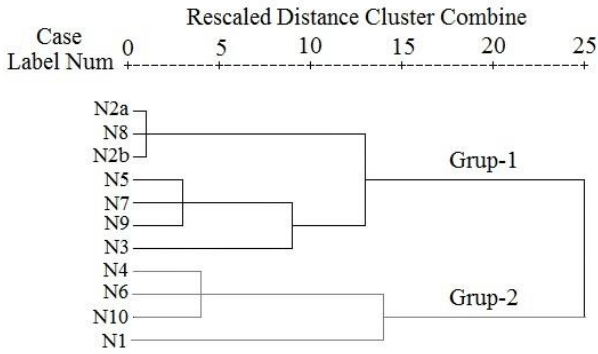 Rescaled Distance Cluster Combine
Case 0 5 10 15 20 25
Label Num
N2a
N8
N2b
N5
Grup-1
N7
N9
N3
N4
N6
Grup-2
N10
N1